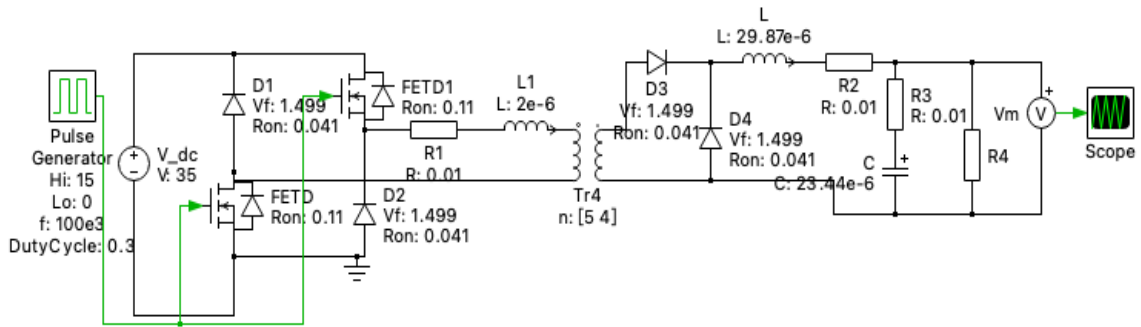 Pulse
Generator
Hi: 15
Lo: 0
f: 100e3
DutyCycle: 0.3
V_dc
V: 35
D1
Vf: 1.499
Ron: 0.041
FETD
Ron: 0.11
FETD1
Ron: 0.11
D2
Vf: 1.499
Ron: 0.041
R1
R: 0.01
L1
L: 2e-6
Tr4
n: [5 4]
D3
Vf: 1.499
Ron: 0.041
D4
Vf: 1.499
Ron: 0.041
L
L: 29.87e-6
R2
R: 0.01
R3
R: 0.01
C
C: 23.44e-6
R4
Vm
V
Scope